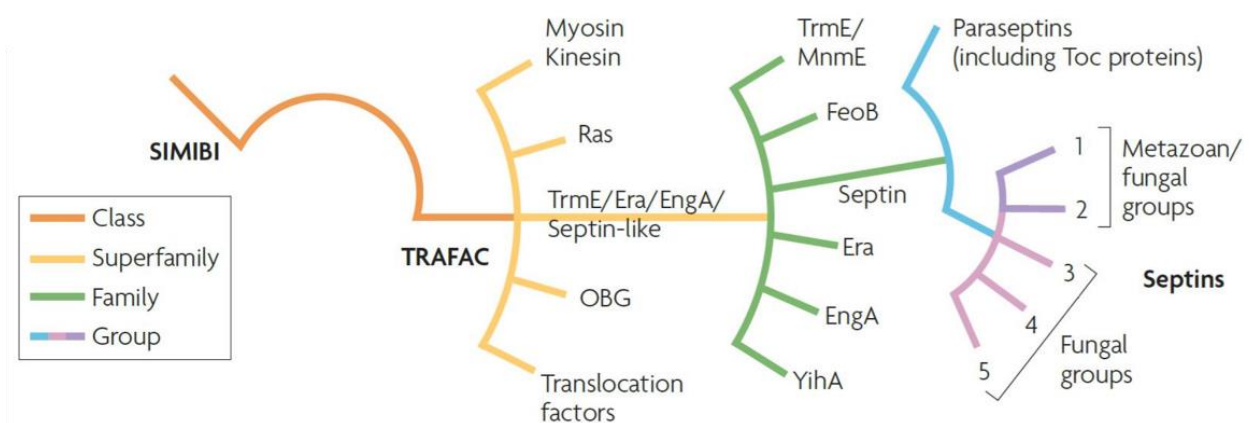 SIMIBI
Class
Superfamily
Family
Group
TRAFAC
Myosin
Kinesin
Ras
TrmE/Era/EngA/
Septin-like
OBG
Translocation
factors
TrmE/
MnmE
FeoB
Septin
Era
EngA
YihA
Paraseptins
(including Toc proteins)
1
2
Metazoan/
fungal
groups
3
4
5
Septins
Fungal
groups